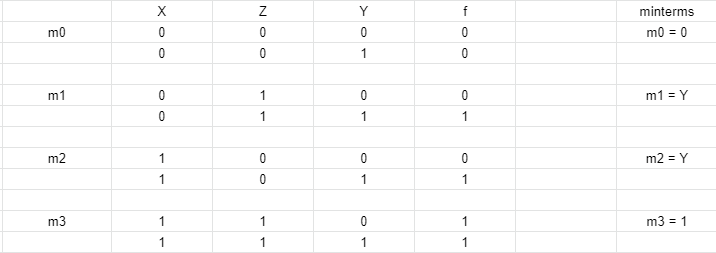 X Z Y f minterms
m0 0 0 0 0 m0 = 0
0 0 1 0
m1 0 1 0 0 m1 = Y
0 1 1 1
m2 1 0 0 0 m2 = Y
1 0 1 1
m3 1 1 0 1 m3 = 1
1 1 1 1